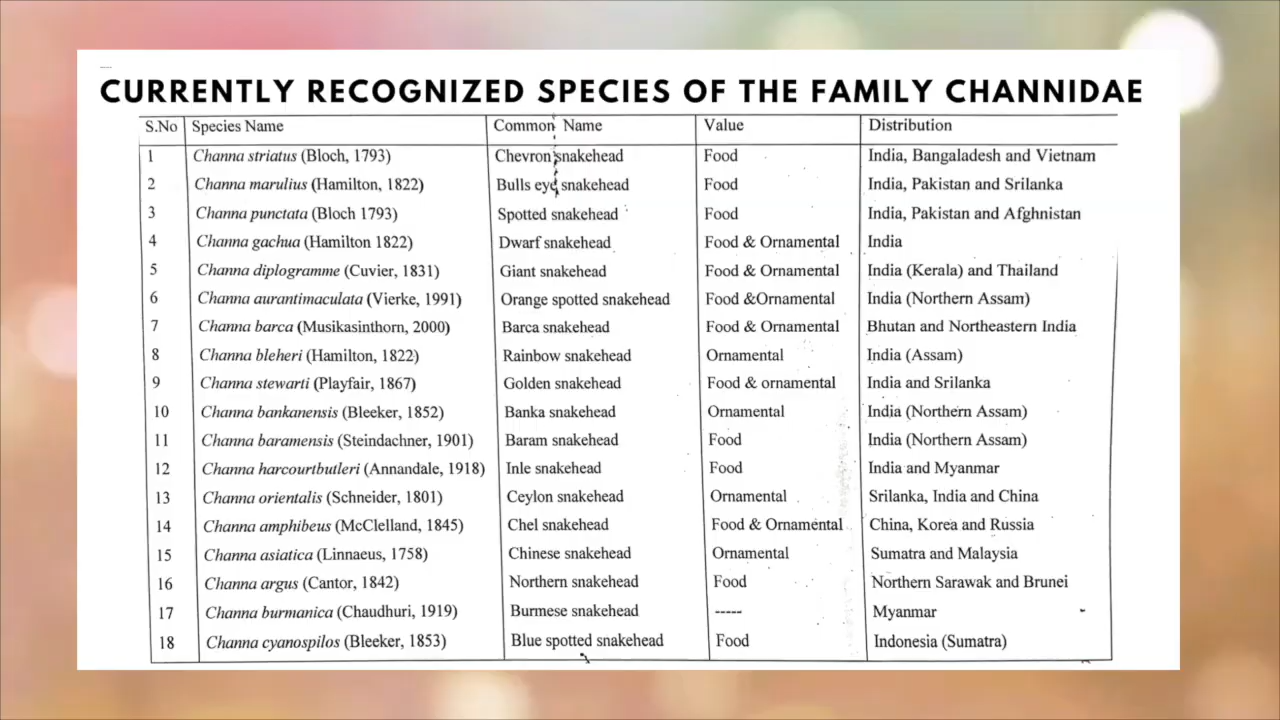 CURRENTLY RECOGNIZED SPECIES OF THE FAMILY CHANNIDAE
S.No Species Name Common Name Value Distribution
1 Channa striatus (Bloch, 1793) Chevron snakehead Food India, Bangaladesh and Vietnam
2 Channa marulius (Hamilton, 1822) Bulls eye snakehead Food India, Pakistan and Srilanka
3 Channa punctata (Bloch 1793) Spotted snakehead Food India, Pakistan and Afghnistan
4 Channa gachua (Hamilton 1822) Dwarf snakehead Food & Ornamental India
5 Channa diplogramme (Cuvier, 1831) Giant snakehead Food & Ornamental India (Kerala) and Thailand
6 Channa aurantimaculata (Vierke, 1991) Orange spotted snakehead Food &Ornamental India (Northern Assam)
7 Channa barca (Musikasinthorn, 2000) Barca snakehead Food & Ornamental Bhutan and Northeastern India
8 Channa bleheri (Hamilton, 1822) Rainbow snakehead Ornamental India (Assam)
9 Channa stewarti (Playfair, 1867) Golden snakehead Food & ornamental India and Srilanka
10 Channa bankanensis (Bleeker, 1852) Banka snakehead Ornamental India (Northern Assam)
11 Channa baramensis (Steindachner, 1901) Baram snakehead Food India (Northern Assam)
12 Channa harcourtbutleri (Annandale, 1918) Inle snakehead Food India and Myanmar
13 Channa orientalis (Schneider, 1801) Ceylon snakehead Ornamental Srilanka, India and China
14 Channa amphibeus (McClelland, 1845) Chel snakehead Food & Ornamental China, Korea and Russia
15 Channa asiatica (Linnaeus, 1758) Chinese snakehead Ornamental Sumatra and Malaysia
16 Channa argus (Cantor, 1842) Northern snakehead Food Northern Sarawak and Brunei
17 Channa burmanica (Chaudhuri, 1919) Burmese snakehead ----- Myanmar
18 Channa cyanospilos (Bleeker, 1853) Blue spotted snakehead Food Indonesia (Sumatra)